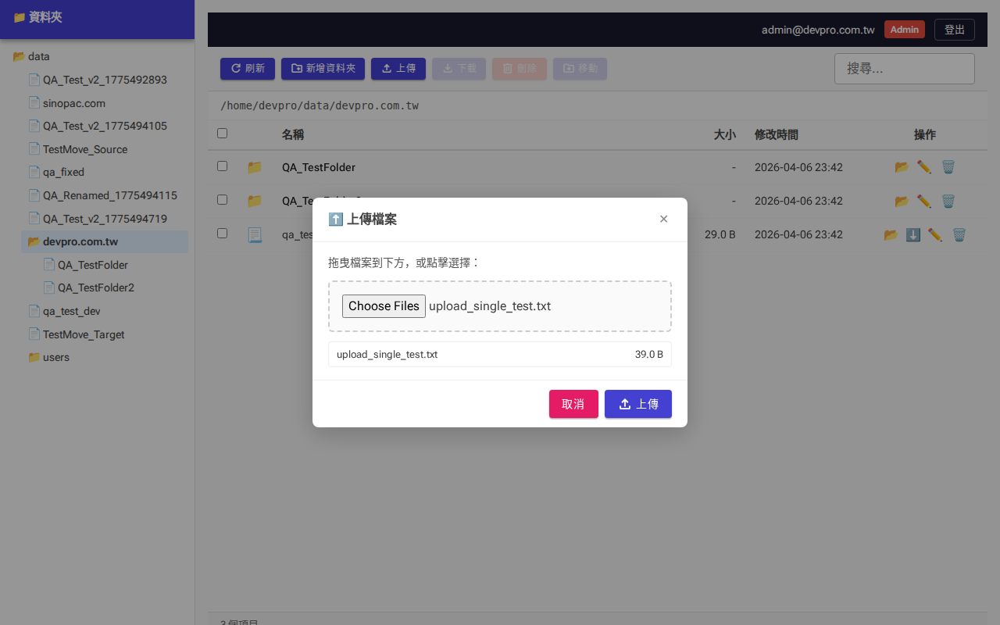 資料夾
data
QA_Test_v2_1775492893
sinopac.com
QA_Test_v2_1775494105
TestMove_Source
qa_fixed
QA_Renamed_1775494115
QA_Test_v2_1775494719
devpro.com.tw
QA_TestFolder
QA_TestFolder2
qa_test_dev
TestMove_Target
users
admin@devpro.com.tw Admin 登出
刷新 新增資料夾 上傳 下載 刪除 移動 搜尋...
/home/devpro/data/devpro.com.tw
名稱 大小 修改時間 操作
QA_TestFolder - 2026-04-06 23:42
QA_Te - 2026-04-06 23:42
qa_tes 29.0 B 2026-04-06 23:42
上傳檔案 ×
拖曳檔案到下方，或點擊選擇：
Choose Files upload_single_test.txt
upload_single_test.txt 39.0 B
取消 上傳
3 個項目